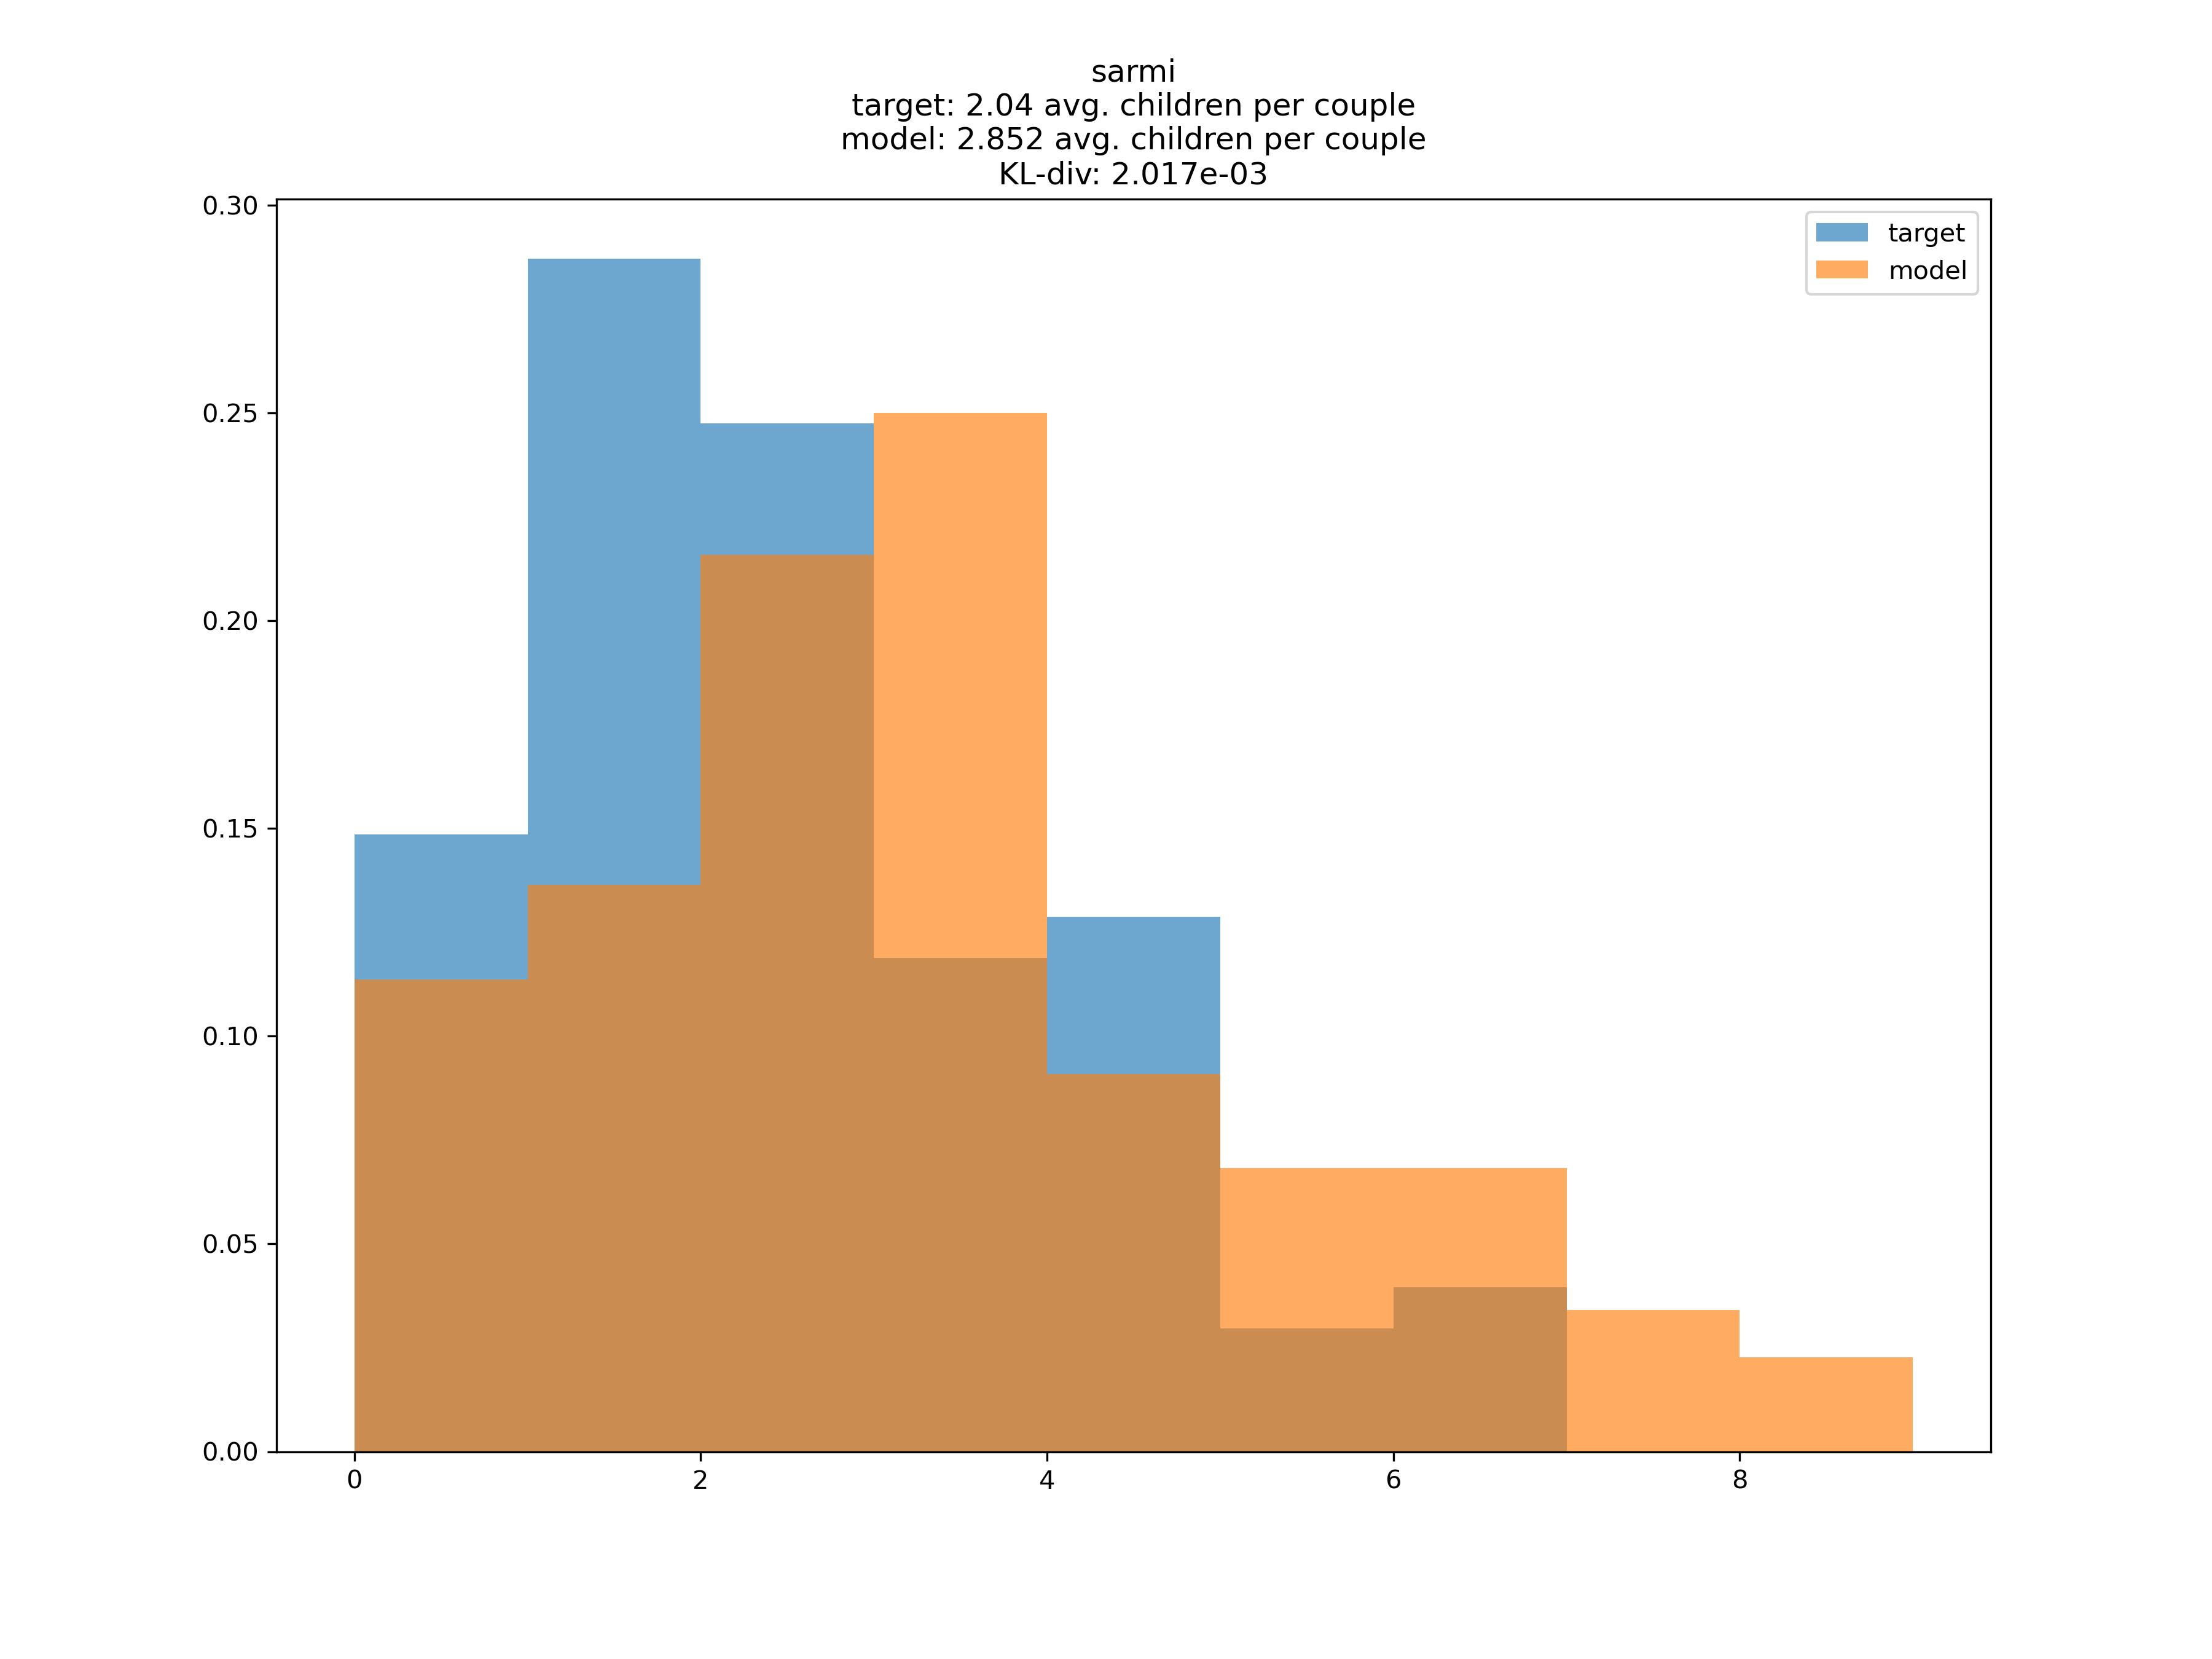 sarmi
target: 2.04 avg. children per couple
model: 2.852 avg. children per couple
KL-div: 2.017e-03
target
model
0.30
0.25
0.20
0.15
0.10
0.05
0.00
0 2 4 6 8